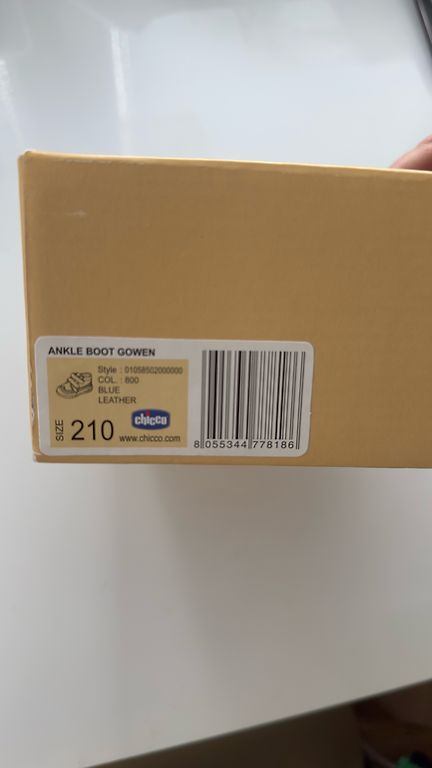 ANKLE BOOT GOWEN
Style : 01058502000000
COL. : 800
BLUE
LEATHER
chicco
SIZE 210
www.chicco.com
8 055344 778186